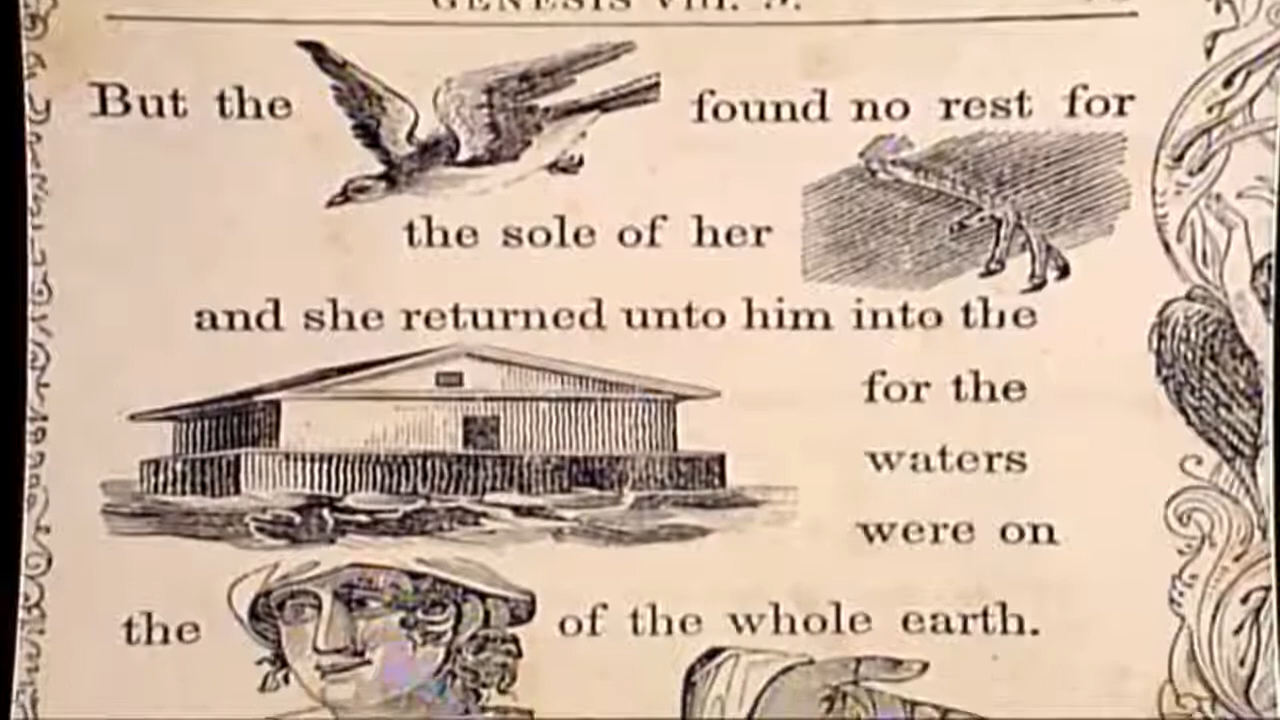 GENESIS VIII. 9.
But the found no rest for
the sole of her
and she returned unto him into the
for the
waters
were on
the of the whole earth.